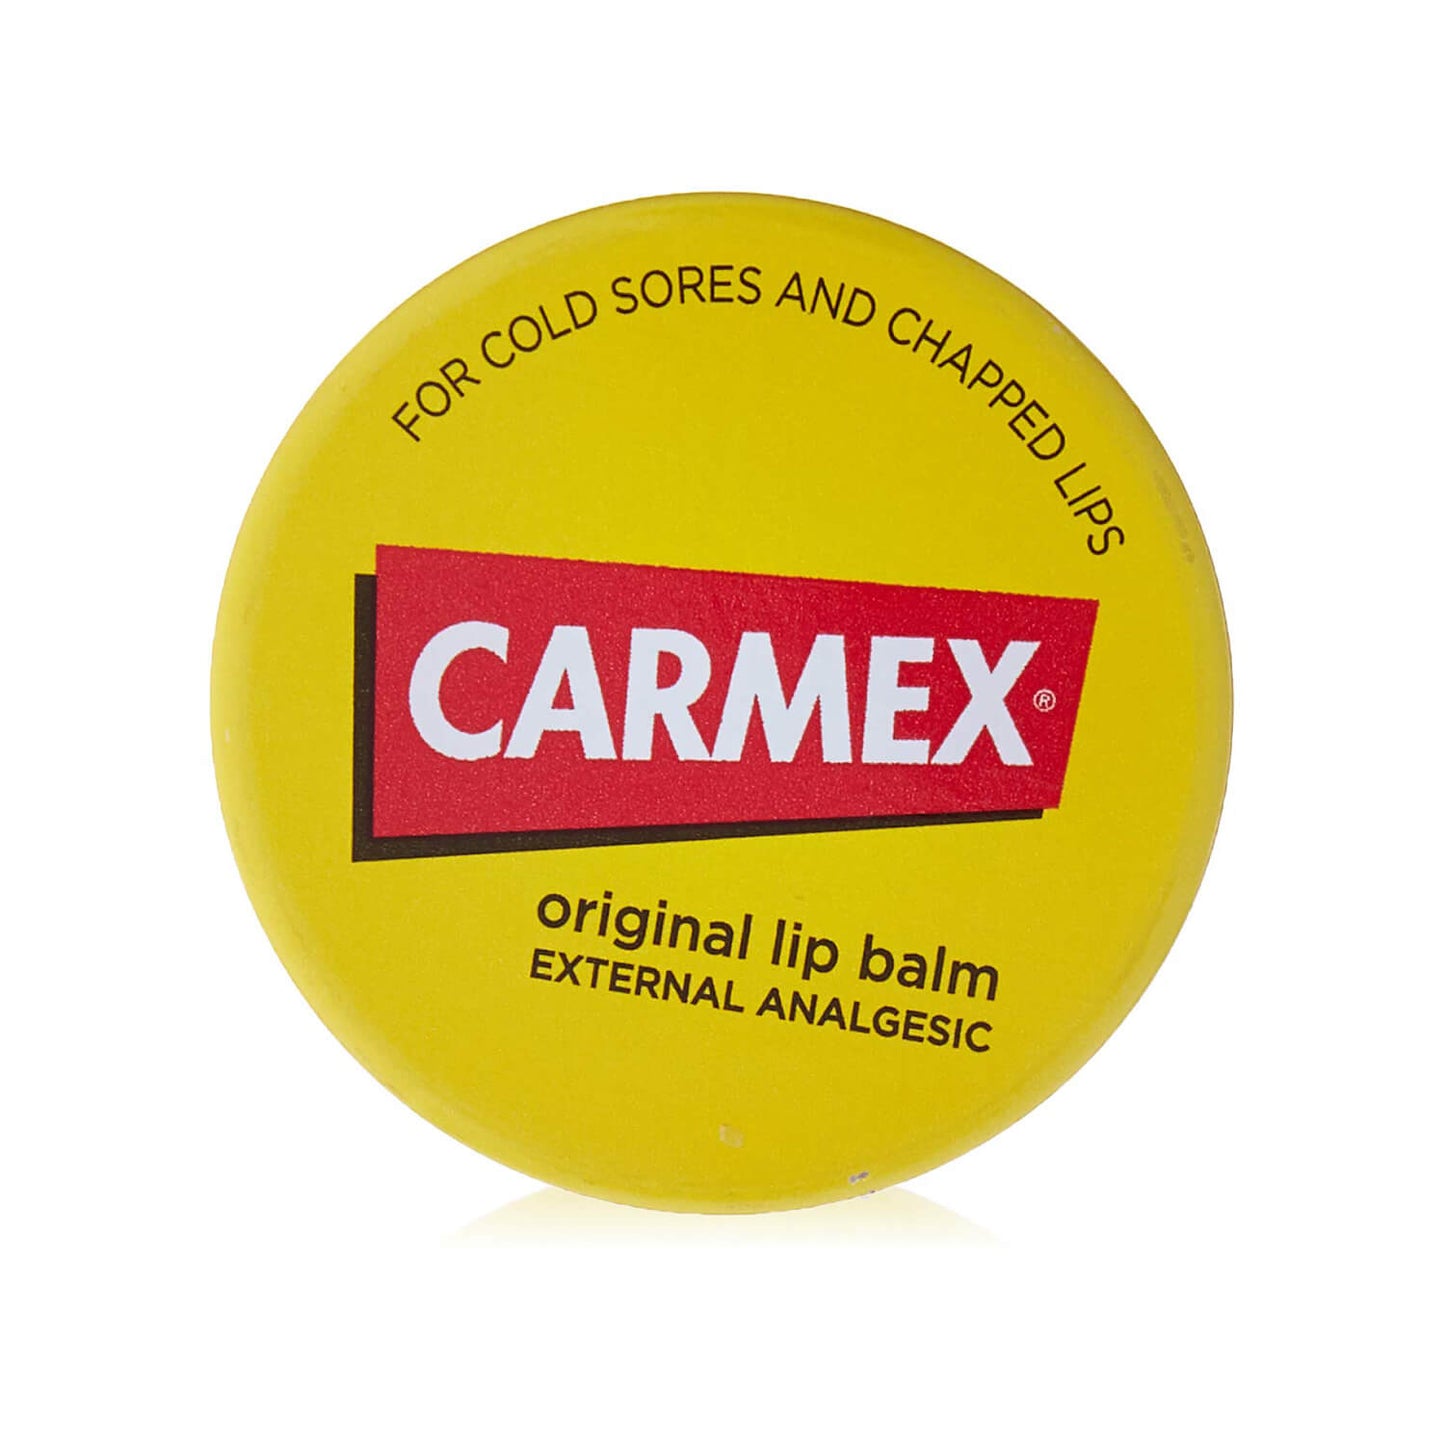 FOR COLD SORES AND CHAPPED LIPS
CARMEX®
original lip balm
EXTERNAL ANALGESIC